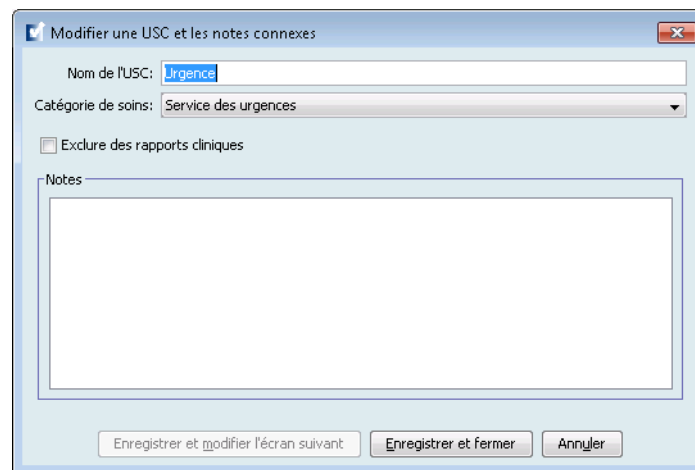 Modifier une USC et les notes connexes
Nom de l'USC: Urgence
Catégorie de soins: Service des urgences
Exclure des rapports cliniques
Notes
Enregistrer et modifier l'écran suivant Enregistrer et fermer Annuler